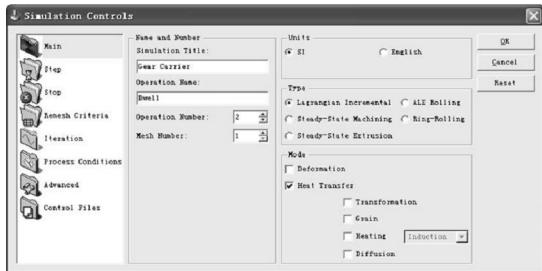 Simulation Controls
Main
Step
Stop
Remesh Criteria
Iteration
Process Conditions
Advanced
Control Files
Name and Number
Simulation Title:
Gear Carrier
Operation Name:
Dwell
Operation Number: 2
Mesh Number: 1
Units
SI English
Type
Lagrangian Incremental ALE Rolling
Steady-State Machining Ring-Rolling
Steady-State Extrusion
Mode
Deformation
Heat Transfer
Transformation
Grain
Heating Induction
Diffusion
OK
Cancel
Reset